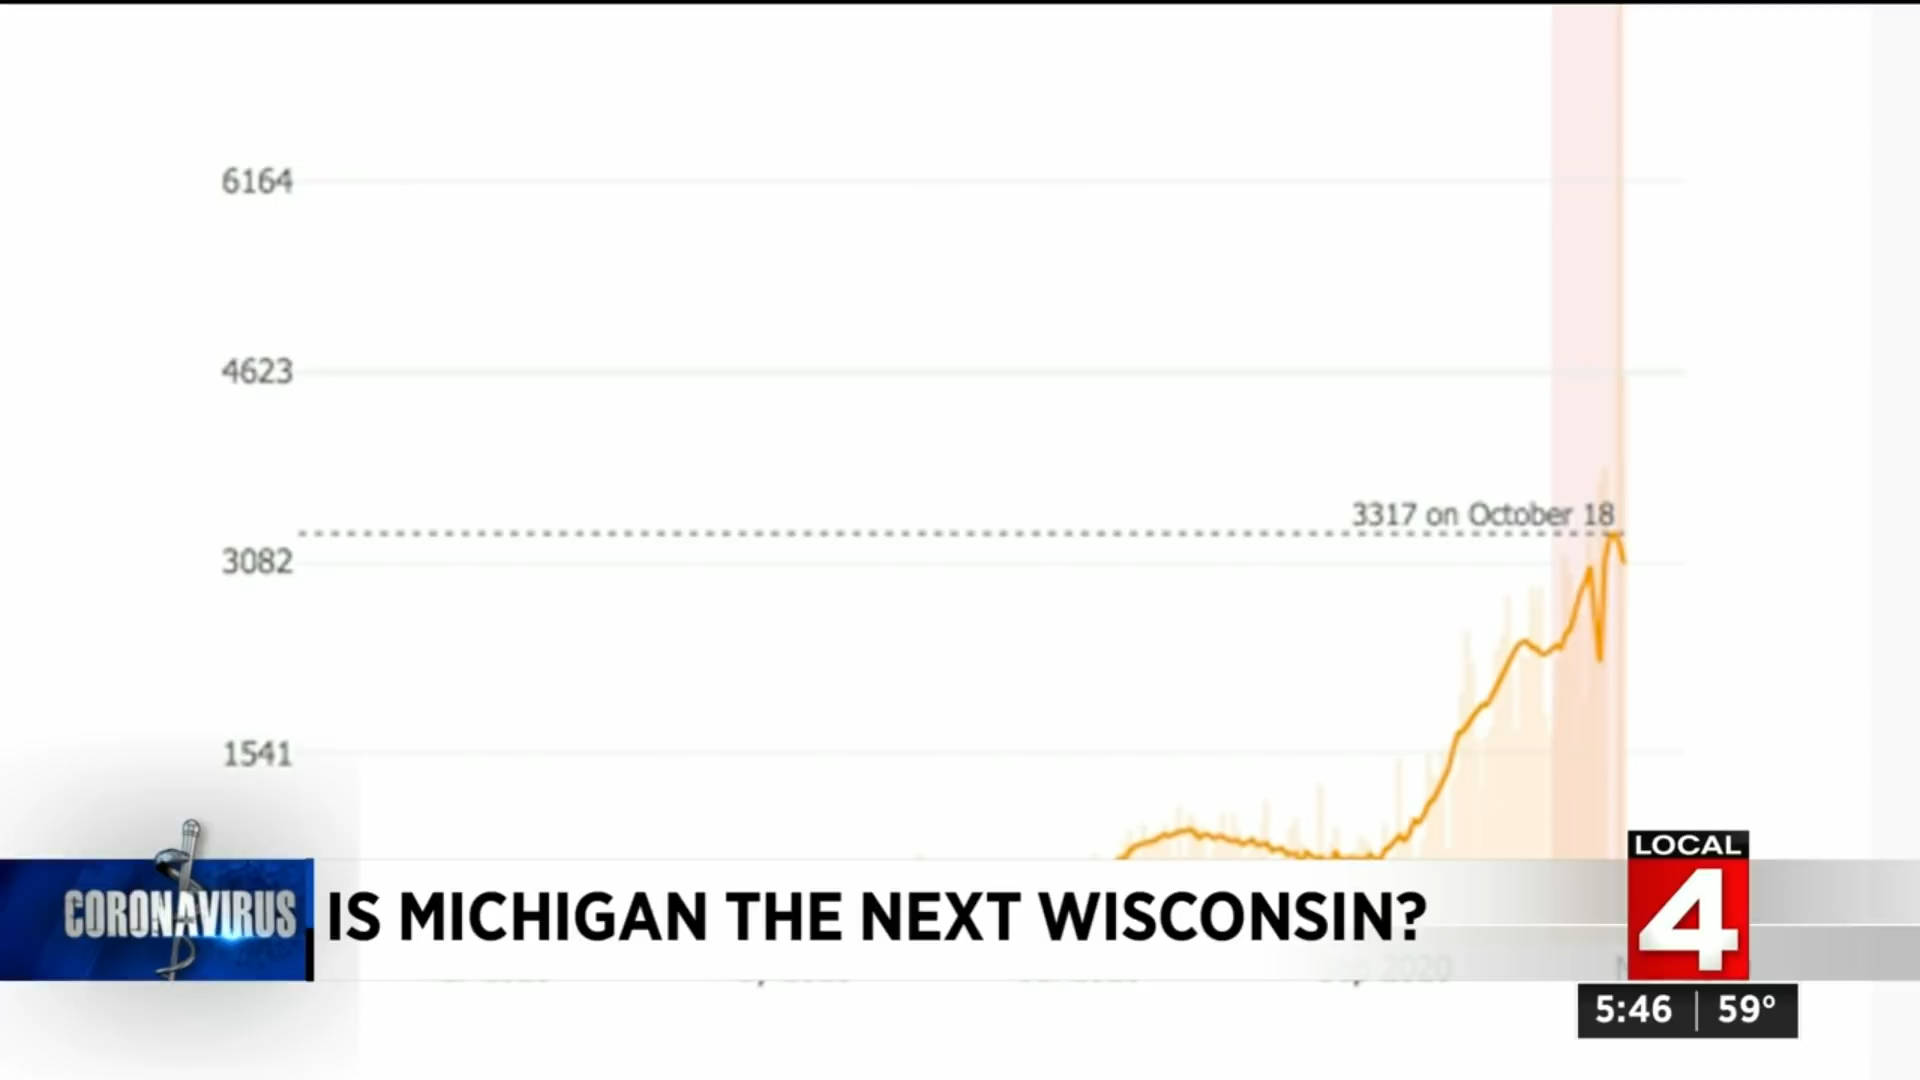 6164
4623
3317 on October 18
3082
1541
CORONAVIRUS
IS MICHIGAN THE NEXT WISCONSIN?
LOCAL
4
2020
5:46
59°